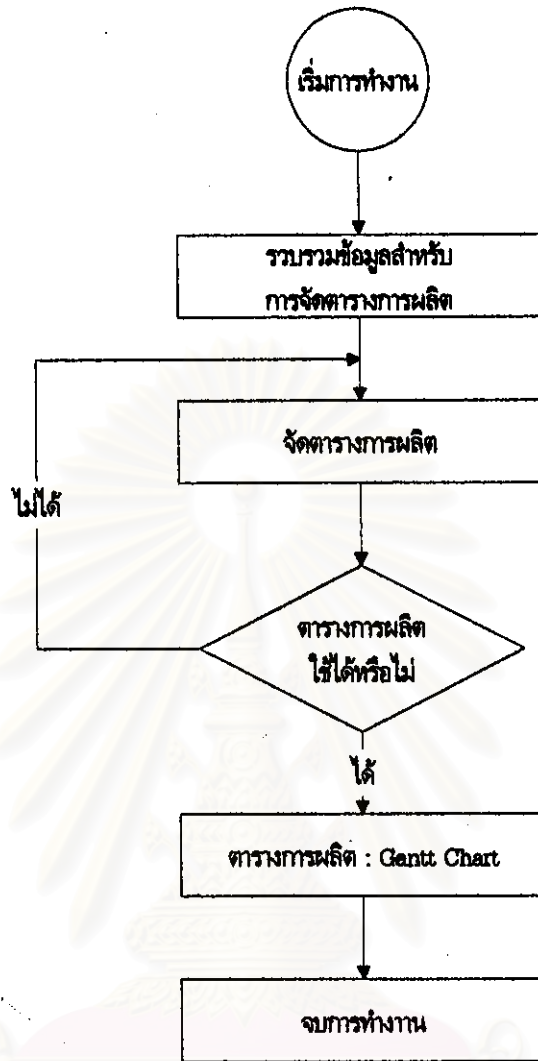 เริ่มการทำงาน
รวบรวมข้อมูลสำหรับ
การจัดตารางการผลิต
จัดตารางการผลิต
ไม่ได้
ตารางการผลิต
ใช้ได้หรือไม่
ได้
ตารางการผลิต : Gantt Chart
จบการทำงาาน